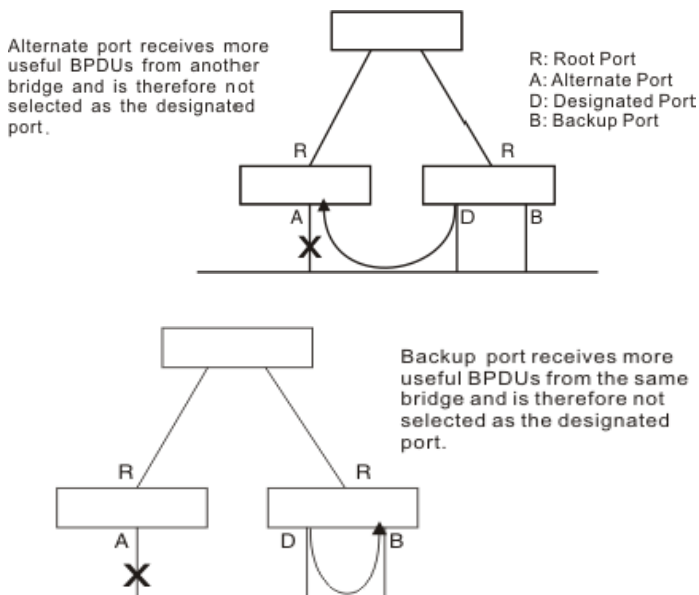 Alternate port receives more
useful BPDUs from another
bridge and is therefore not
selected as the designated
port.
R: Root Port
A: Alternate Port
D: Designated Port
B: Backup Port
R
R
A
D
B
Backup port receives more
useful BPDUs from the same
bridge and is therefore not
selected as the designated
port.
R
R
A
D
B